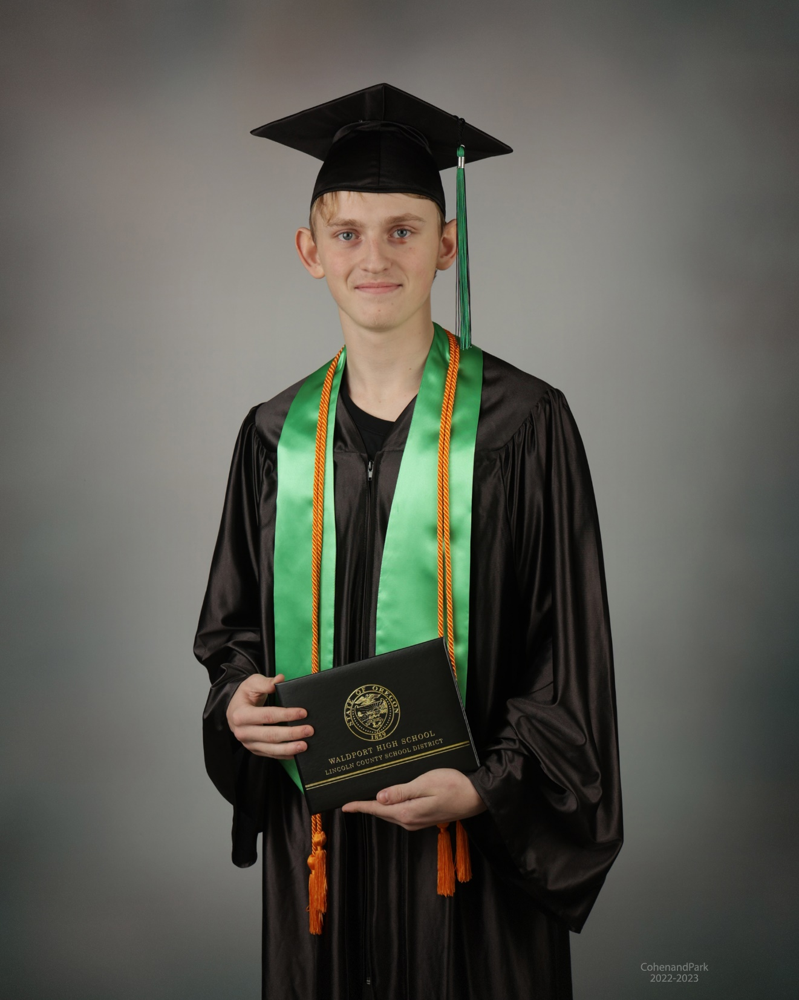 STATE OF OREGON
1859
WALDPORT HIGH SCHOOL
LINCOLN COUNTY SCHOOL DISTRICT
CohenandPark
2022-2023